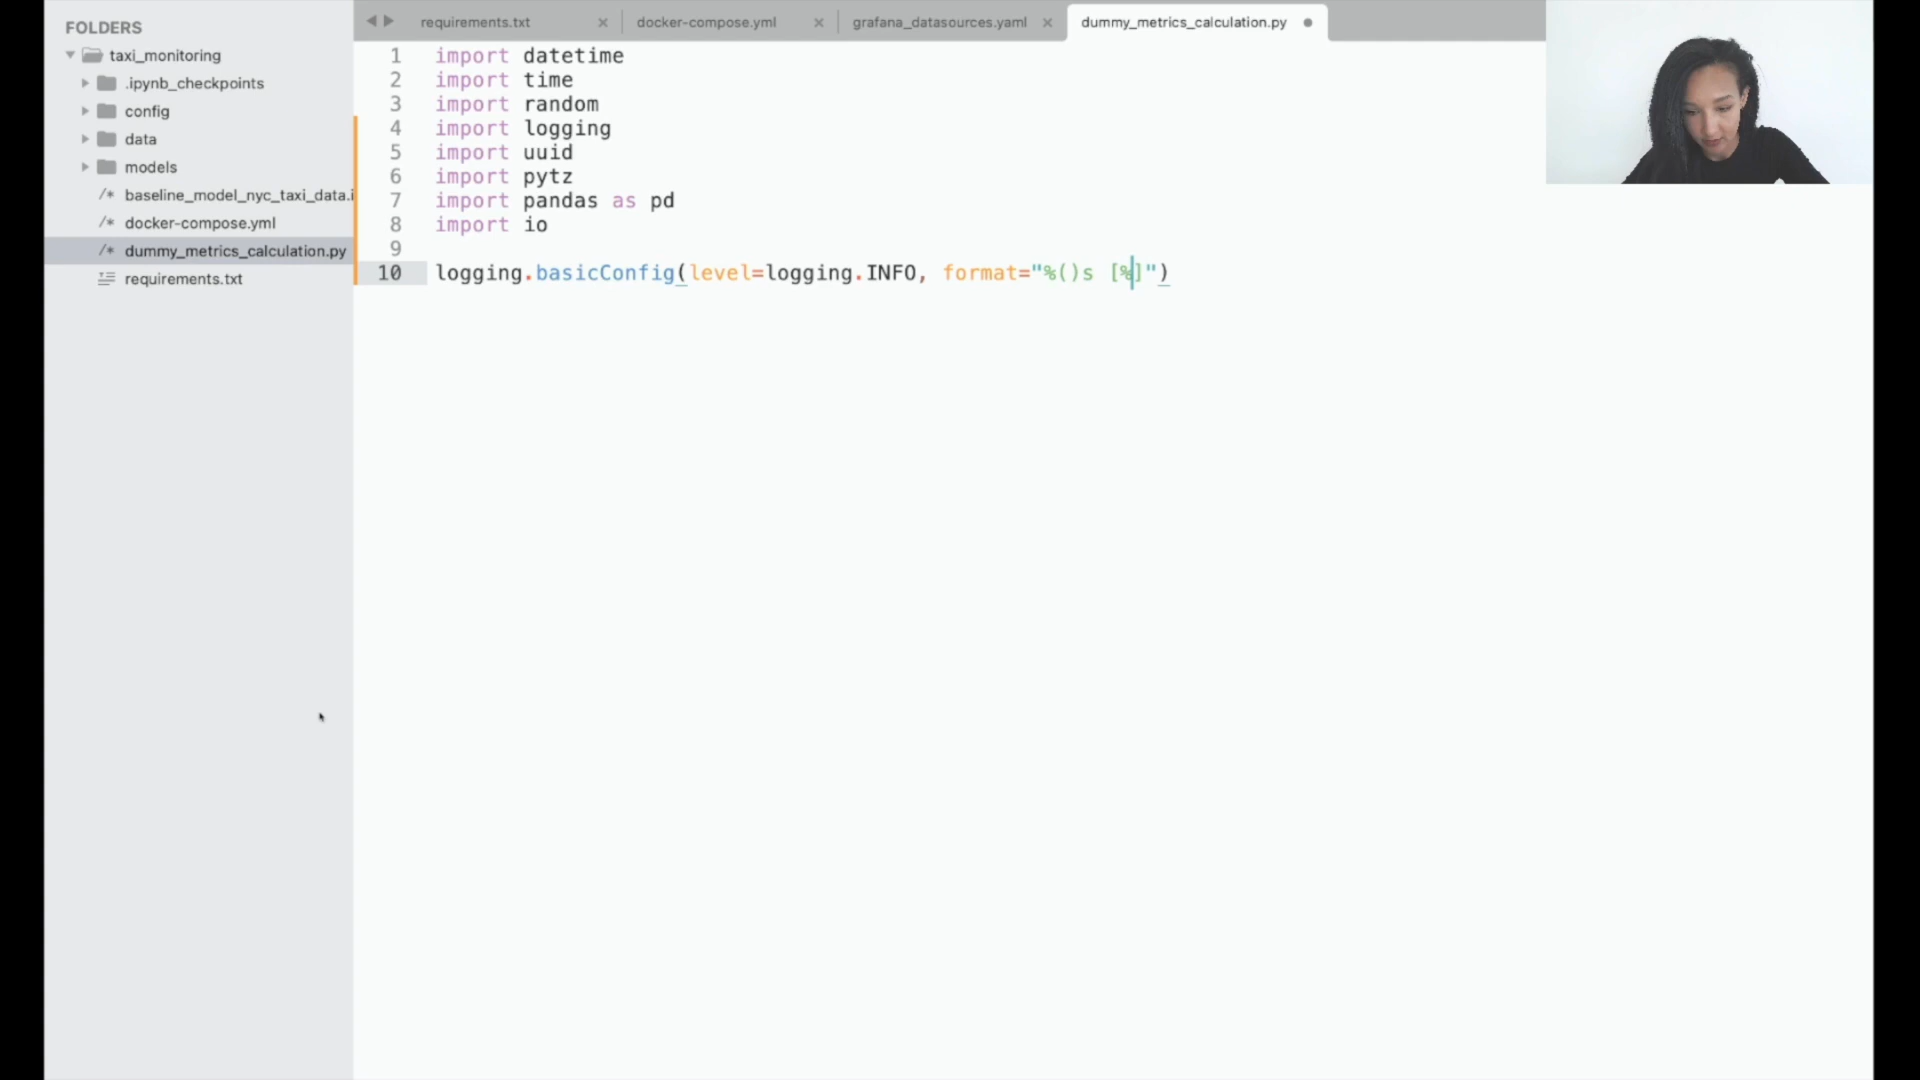 FOLDERS
taxi_monitoring
.ipynb_checkpoints
config
data
models
/* baseline_model_nyc_taxi_data.i
/* docker-compose.yml
/* dummy_metrics_calculation.py
requirements.txt
requirements.txt ×
docker-compose.yml ×
grafana_datasources.yaml ×
dummy_metrics_calculation.py
1 import datetime
2 import time
3 import random
4 import logging
5 import uuid
6 import pytz
7 import pandas as pd
8 import io
9
10 logging.basicConfig(level=logging.INFO, format="%()s [%]")